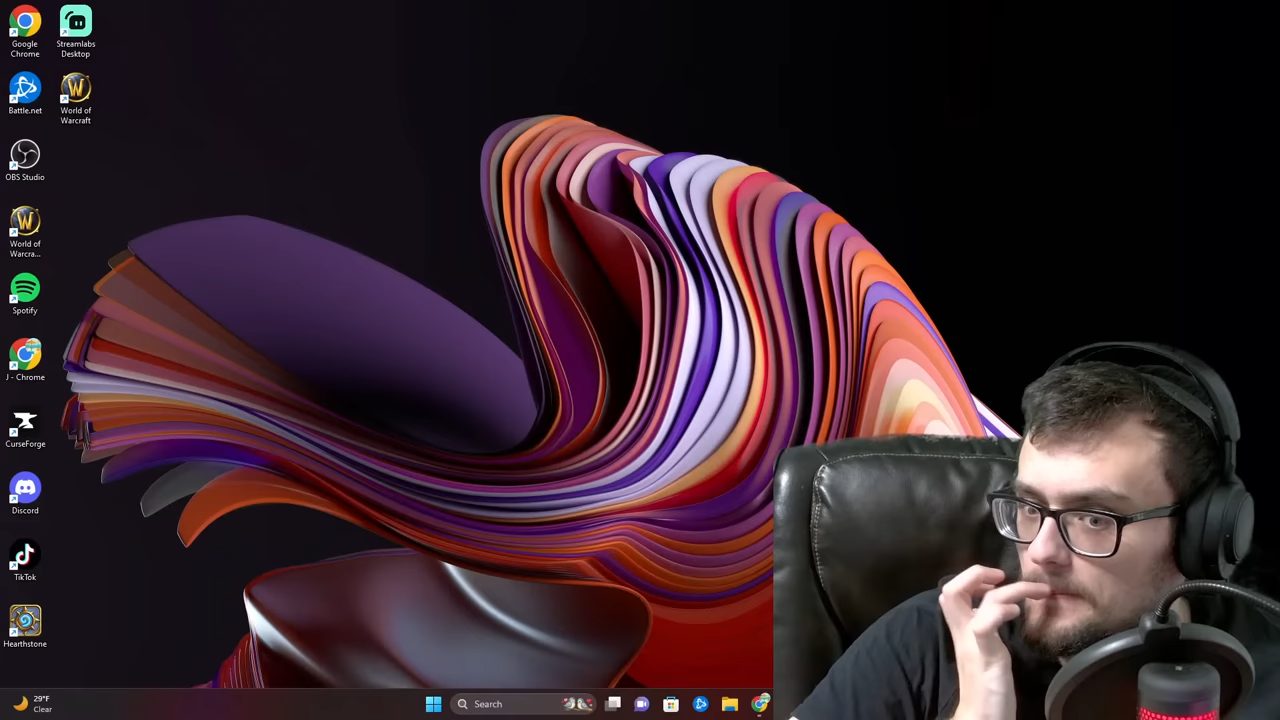 Google
Chrome
Streamlabs
Desktop
Battle.net
World of
Warcraft
OBS Studio
World of
Warcra...
Spotify
J - Chrome
CurseForge
Discord
TikTok
Hearthstone
29°F
Clear
Search